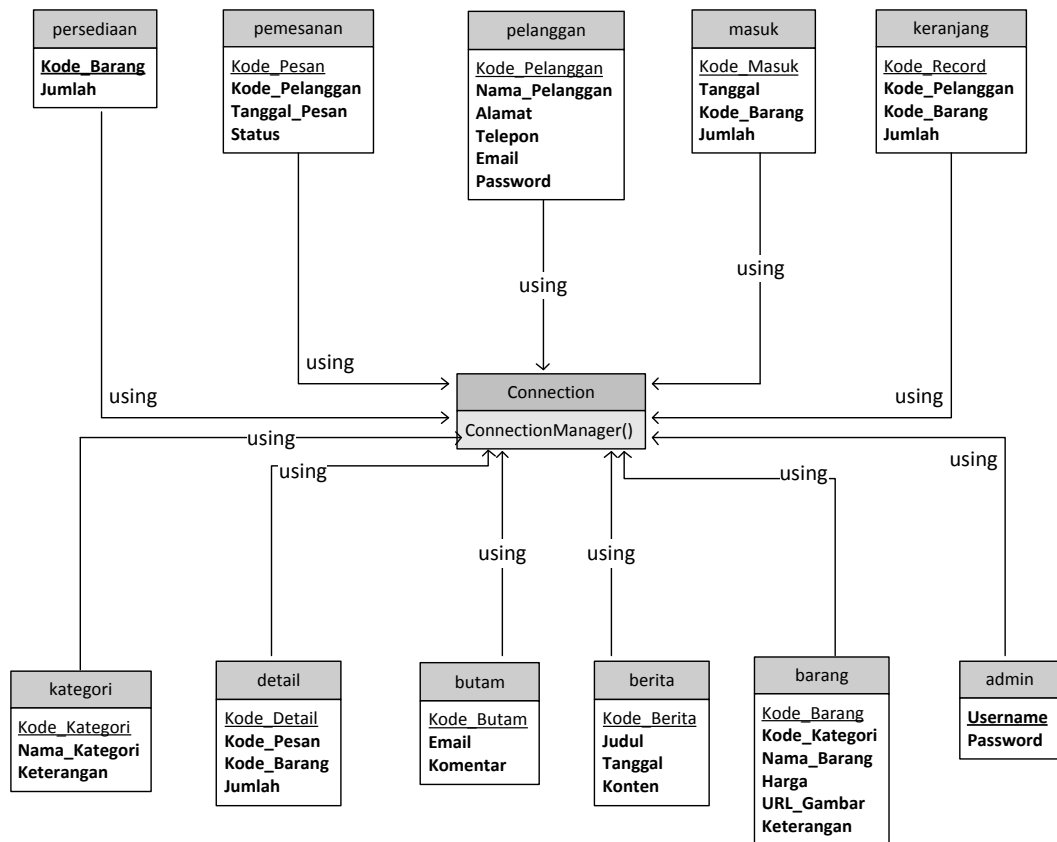 persediaan
Kode_Barang
Jumlah
pemesanan
Kode_Pesan
Kode_Pelanggan
Tanggal_Pesan
Status
pelanggan
Kode_Pelanggan
Nama_Pelanggan
Alamat
Telepon
Email
Password
masuk
Kode_Masuk
Tanggal
Kode_Barang
Jumlah
keranjang
Kode_Record
Kode_Pelanggan
Kode_Barang
Jumlah
using
using
using
using
using
Connection
ConnectionManager()
using
using
using
using
using
using
kategori
Kode_Kategori
Nama_Kategori
Keterangan
detail
Kode_Detail
Kode_Pesan
Kode_Barang
Jumlah
butam
Kode_Butam
Email
Komentar
berita
Kode_Berita
Judul
Tanggal
Konten
barang
Kode_Barang
Kode_Kategori
Nama_Barang
Harga
URL_Gambar
Keterangan
admin
Username
Password